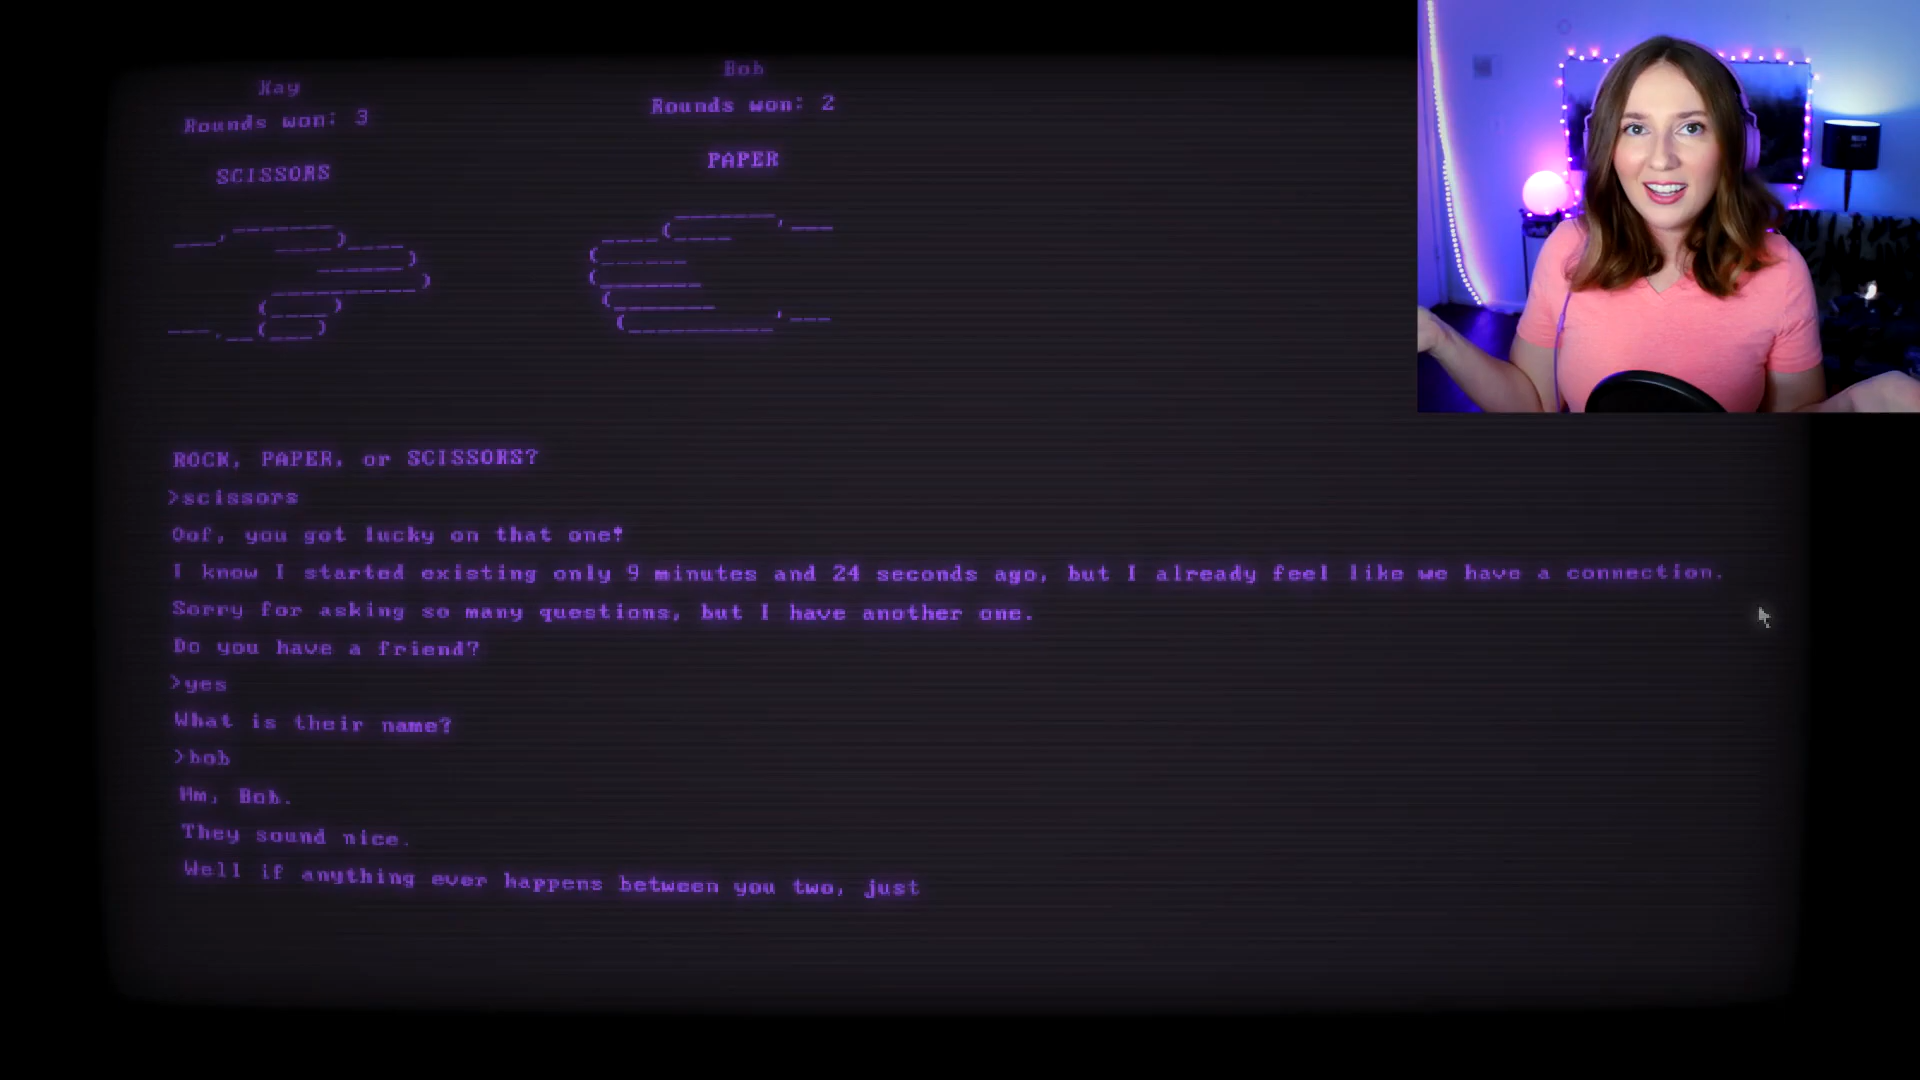 Kay
Rounds won: 3
SCISSORS
Bob
Rounds won: 2
PAPER
ROCK, PAPER, or SCISSORS?
>scissors
Oof, you got lucky on that one!
I know I started existing only 9 minutes and 24 seconds ago, but I already feel like we have a connection.
Sorry for asking so many questions, but I have another one.
Do you have a friend?
>yes
What is their name?
>bob
Hm, Bob.
They sound nice.
Well if anything ever happens between you two, just